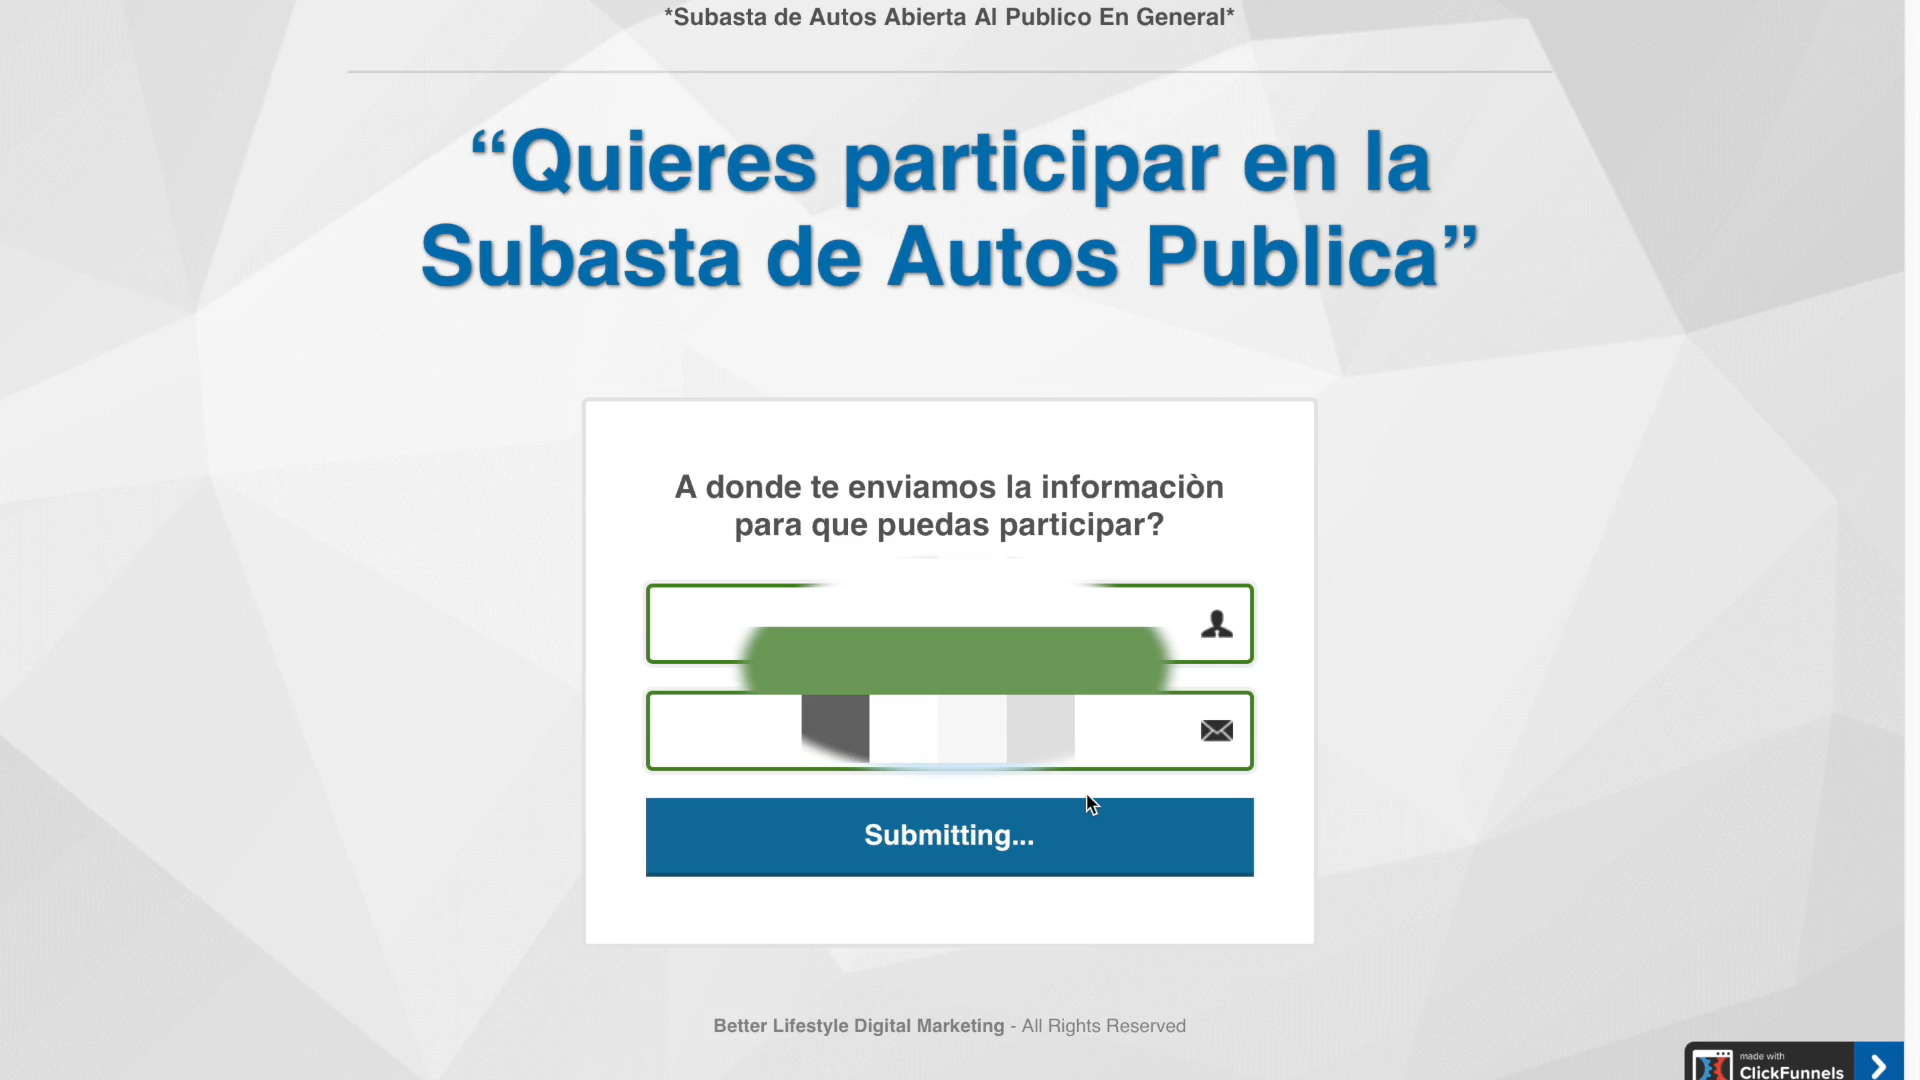 *Subasta de Autos Abierta Al Publico En General*
“Quieres participar en la
Subasta de Autos Publica”
A donde te enviamos la informaciòn
para que puedas participar?
Submitting...
Better Lifestyle Digital Marketing - All Rights Reserved
made with
ClickFunnels